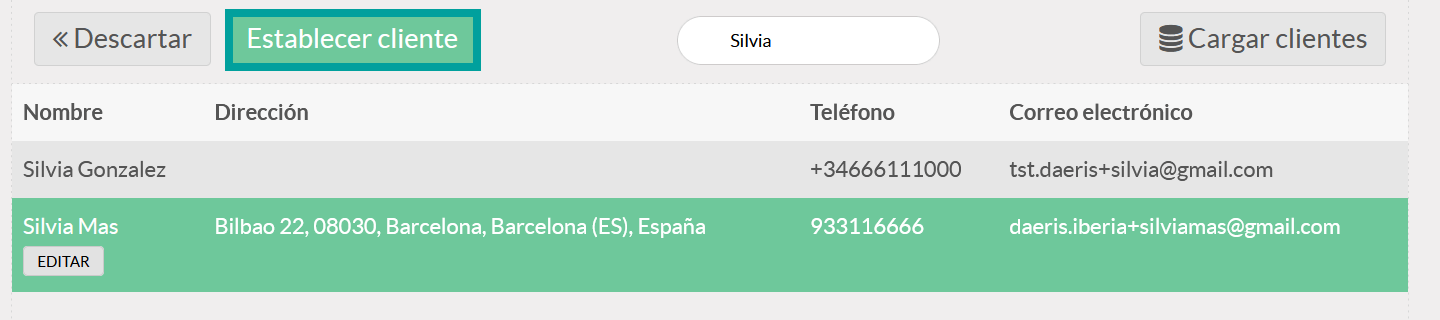 « Descartar Establecer cliente Silvia Cargar clientes
Nombre Dirección Teléfono Correo electrónico
Silvia Gonzalez +34666111000 tst.daeris+silvia@gmail.com
Silvia Mas Bilbao 22, 08030, Barcelona, Barcelona (ES), España 933116666 daeris.iberia+silviamas@gmail.com
EDITAR